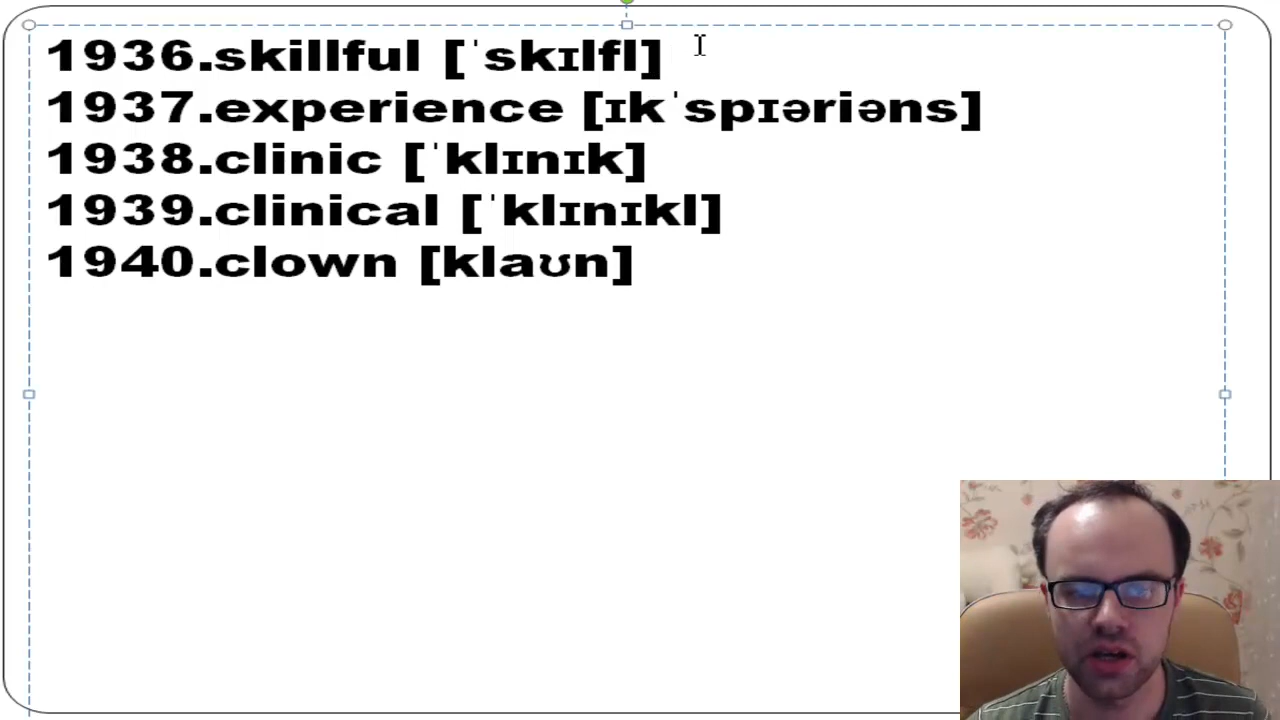 1936.skillful [ˈskɪlfl]
1937.experience [ɪkˈspɪəriəns]
1938.clinic [ˈklɪnɪk]
1939.clinical [ˈklɪnɪkl]
1940.clown [klaʊn]